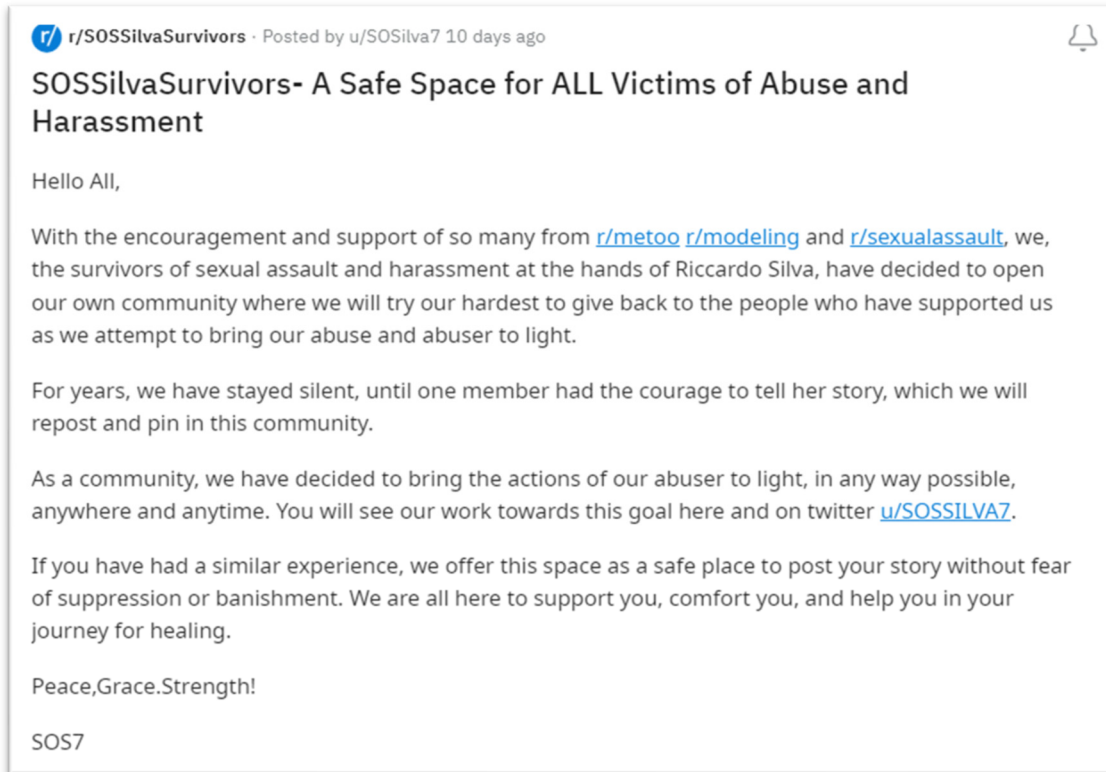 r/ r/SOSSilvaSurvivors · Posted by u/SOSilva7 10 days ago
SOSSilvaSurvivors- A Safe Space for ALL Victims of Abuse and
Harassment
Hello All,
With the encouragement and support of so many from r/metoo r/modeling and r/sexualassault, we,
the survivors of sexual assault and harassment at the hands of Riccardo Silva, have decided to open
our own community where we will try our hardest to give back to the people who have supported us
as we attempt to bring our abuse and abuser to light.
For years, we have stayed silent, until one member had the courage to tell her story, which we will
repost and pin in this community.
As a community, we have decided to bring the actions of our abuser to light, in any way possible,
anywhere and anytime. You will see our work towards this goal here and on twitter u/SOSSILVA7.
If you have had a similar experience, we offer this space as a safe place to post your story without fear
of suppression or banishment. We are all here to support you, comfort you, and help you in your
journey for healing.
Peace,Grace.Strength!
SOS7